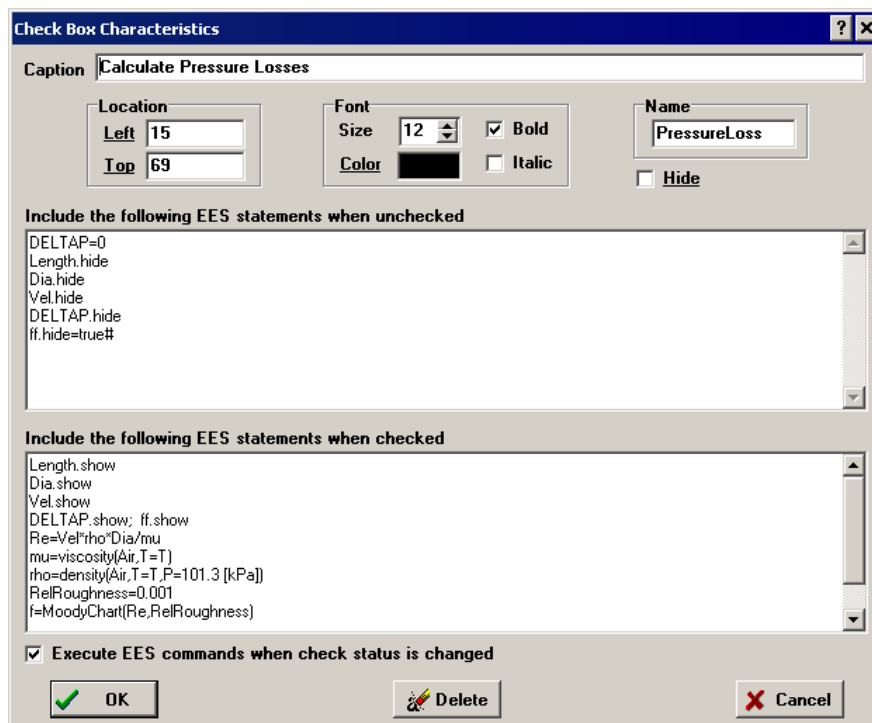 Check Box Characteristics
Caption Calculate Pressure Losses
Location Font Name
Left 15 Size 12 Bold PressureLoss
Top 69 Color Italic Hide
Include the following EES statements when unchecked
DELTAP=0
Length.hide
Dia.hide
Vel.hide
DELTAP.hide
ff.hide=true#
Include the following EES statements when checked
Length.show
Dia.show
Vel.show
DELTAP.show; ff.show
Re=Vel*rho*Dia/mu
mu=viscosity(Air,T=T)
rho=density(Air,T=T,P=101.3 [kPa])
RelRoughness=0.001
f=MoodyChart(Re,RelRoughness)
Execute EES commands when check status is changed
OK Delete Cancel